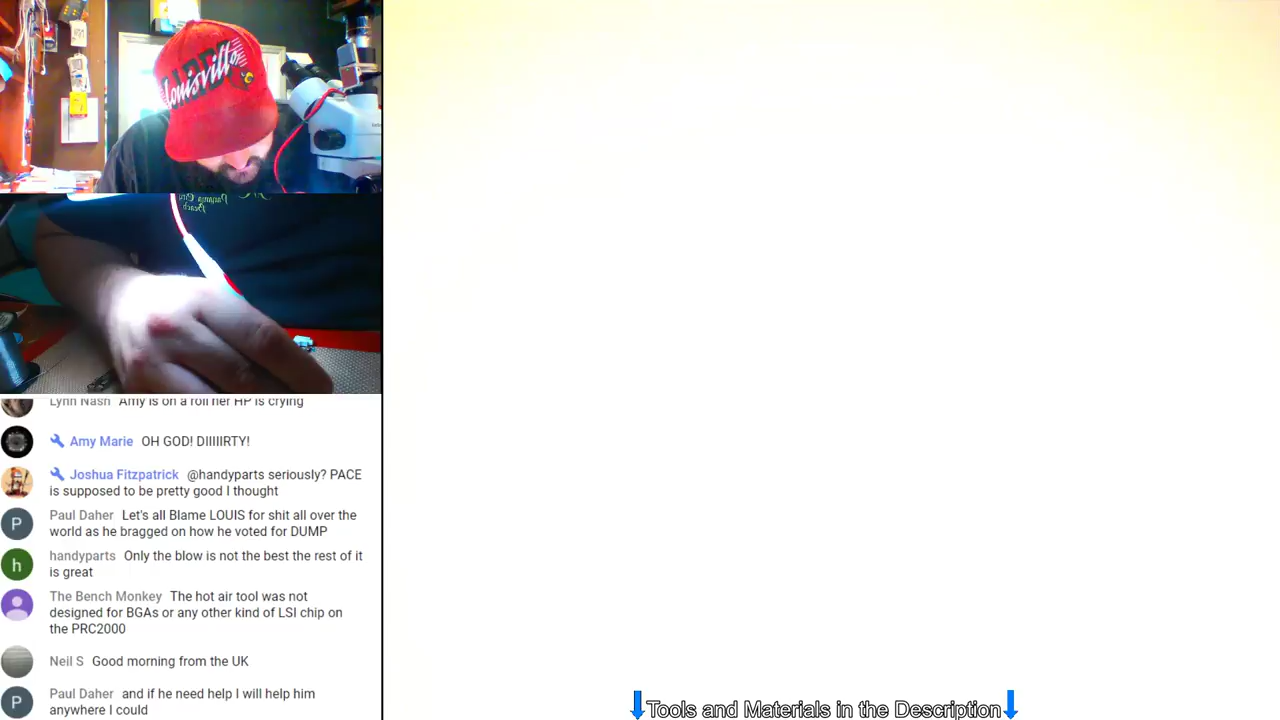 Louisville
Lynn Nash Amy is on a roll her HP is crying
Amy Marie OH GOD! DIIIIIRTY!
Joshua Fitzpatrick @handyparts seriously? PACE
is supposed to be pretty good I thought
P Paul Daher Let's all Blame LOUIS for shit all over the
world as he bragged on how he voted for DUMP
h handyparts Only the blow is not the best the rest of it
is great
The Bench Monkey The hot air tool was not
designed for BGAs or any other kind of LSI chip on
the PRC2000
Neil S Good morning from the UK
P Paul Daher and if he need help I will help him
anywhere I could
Tools and Materials in the Description